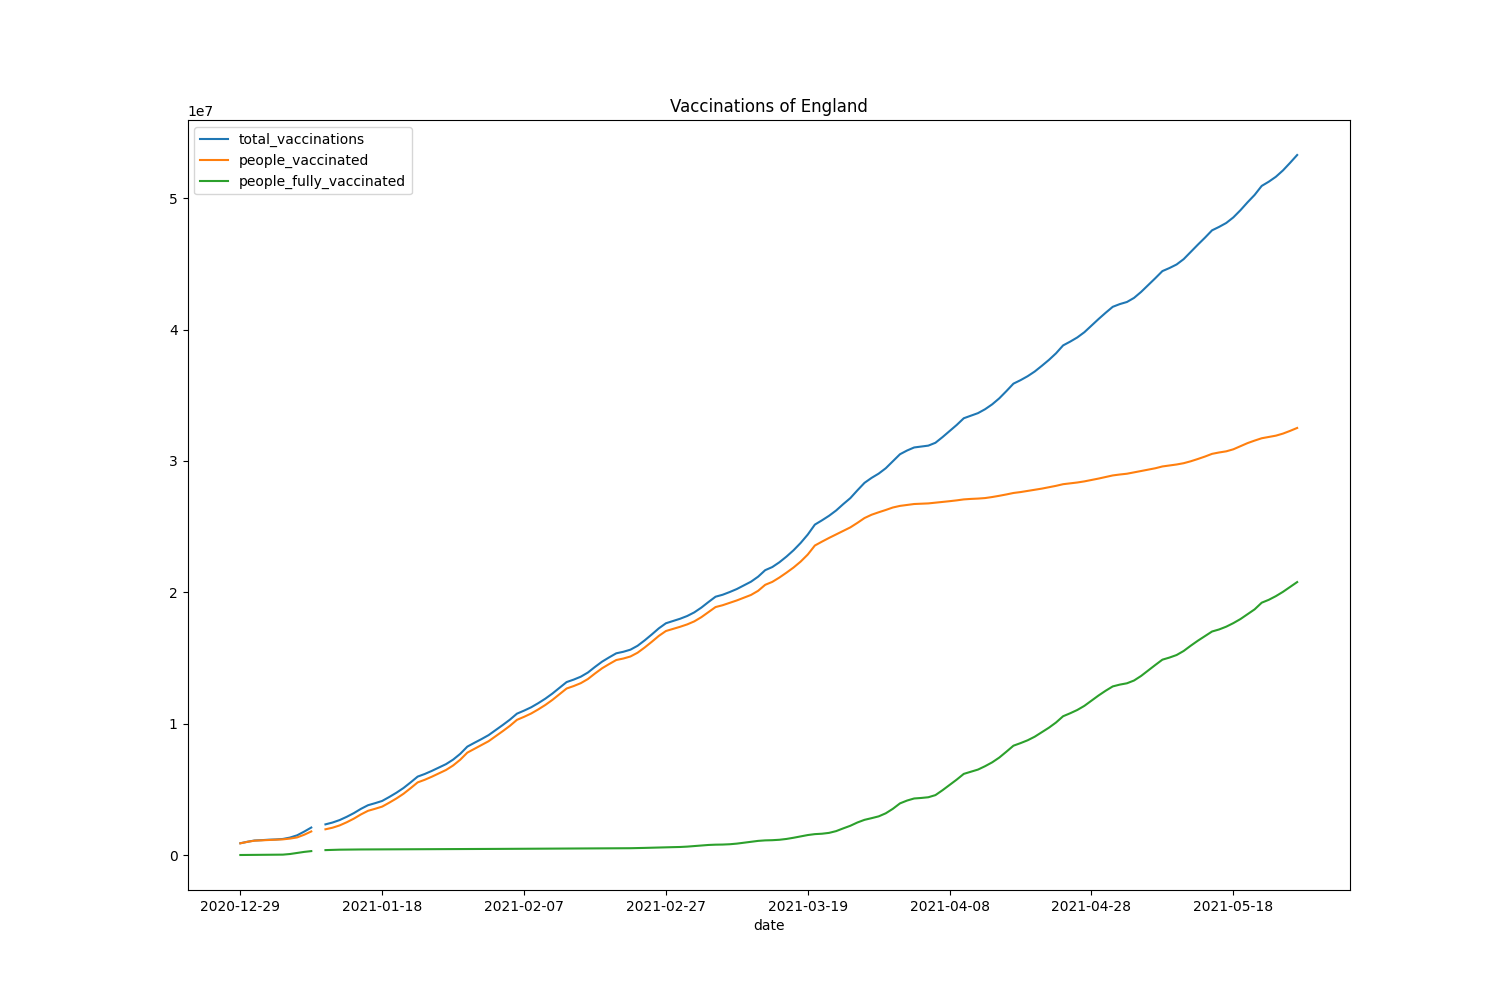 Vaccinations of England
1e7
total_vaccinations
people_vaccinated
people_fully_vaccinated
5
4
3
2
1
0
2020-12-29 2021-01-18 2021-02-07 2021-02-27 2021-03-19 2021-04-08 2021-04-28 2021-05-18
date